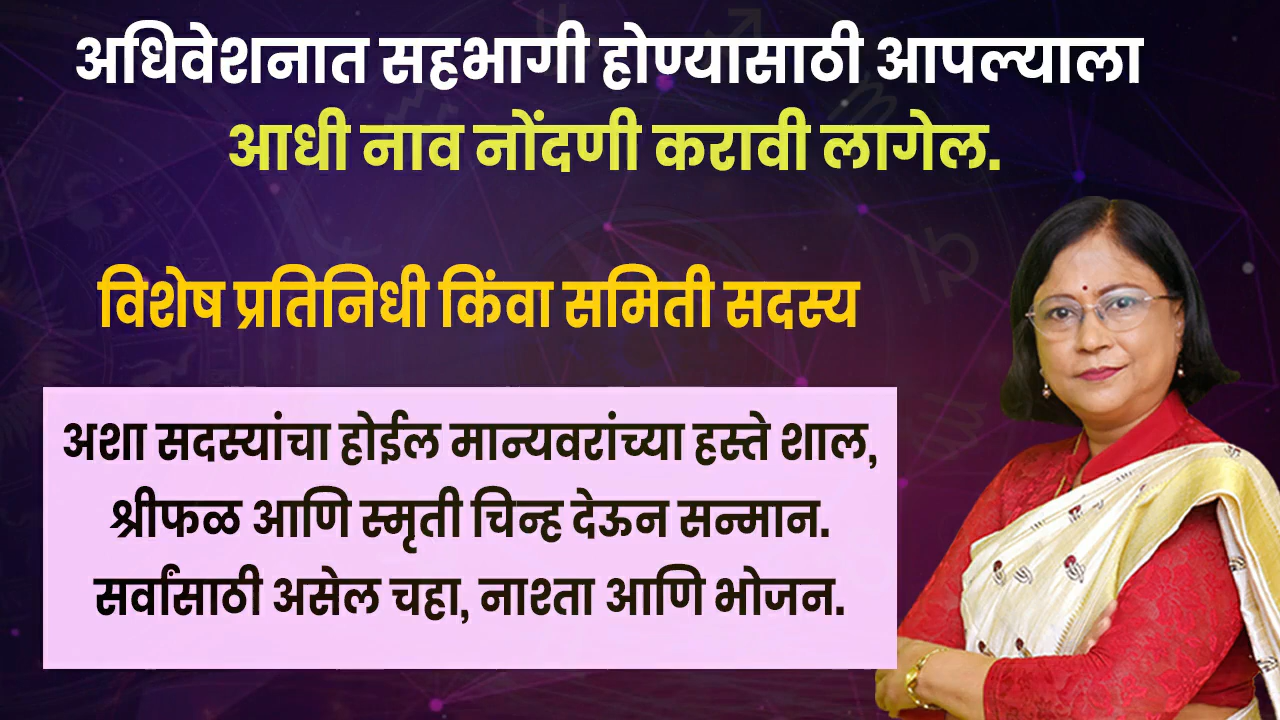 अधिवेशनात सहभागी होण्यासाठी आपल्याला
आधी नाव नोंदणी करावी लागेल.
विशेष प्रतिनिधी किंवा समिती सदस्य
अशा सदस्यांचा होईल मान्यवरांच्या हस्ते शाल,
श्रीफळ आणि स्मृती चिन्ह देऊन सन्मान.
सर्वांसाठी असेल चहा, नाश्ता आणि भोजन.